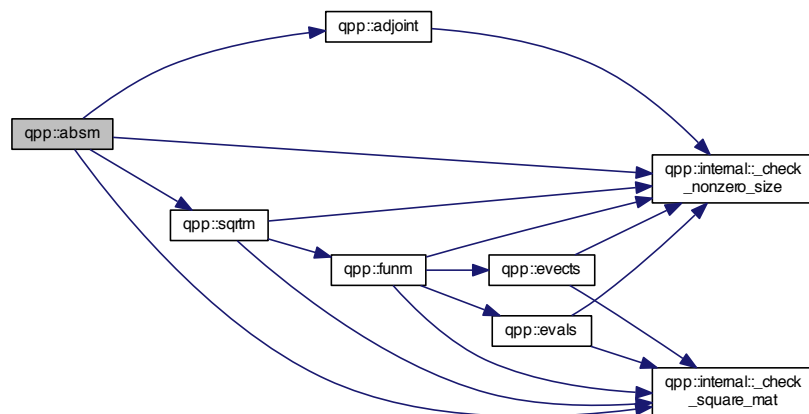 qpp::adjoint
qpp::absm
qpp::internal::_check
_nonzero_size
qpp::sqrtm
qpp::funm
qpp::evects
qpp::evals
qpp::internal::_check
_square_mat